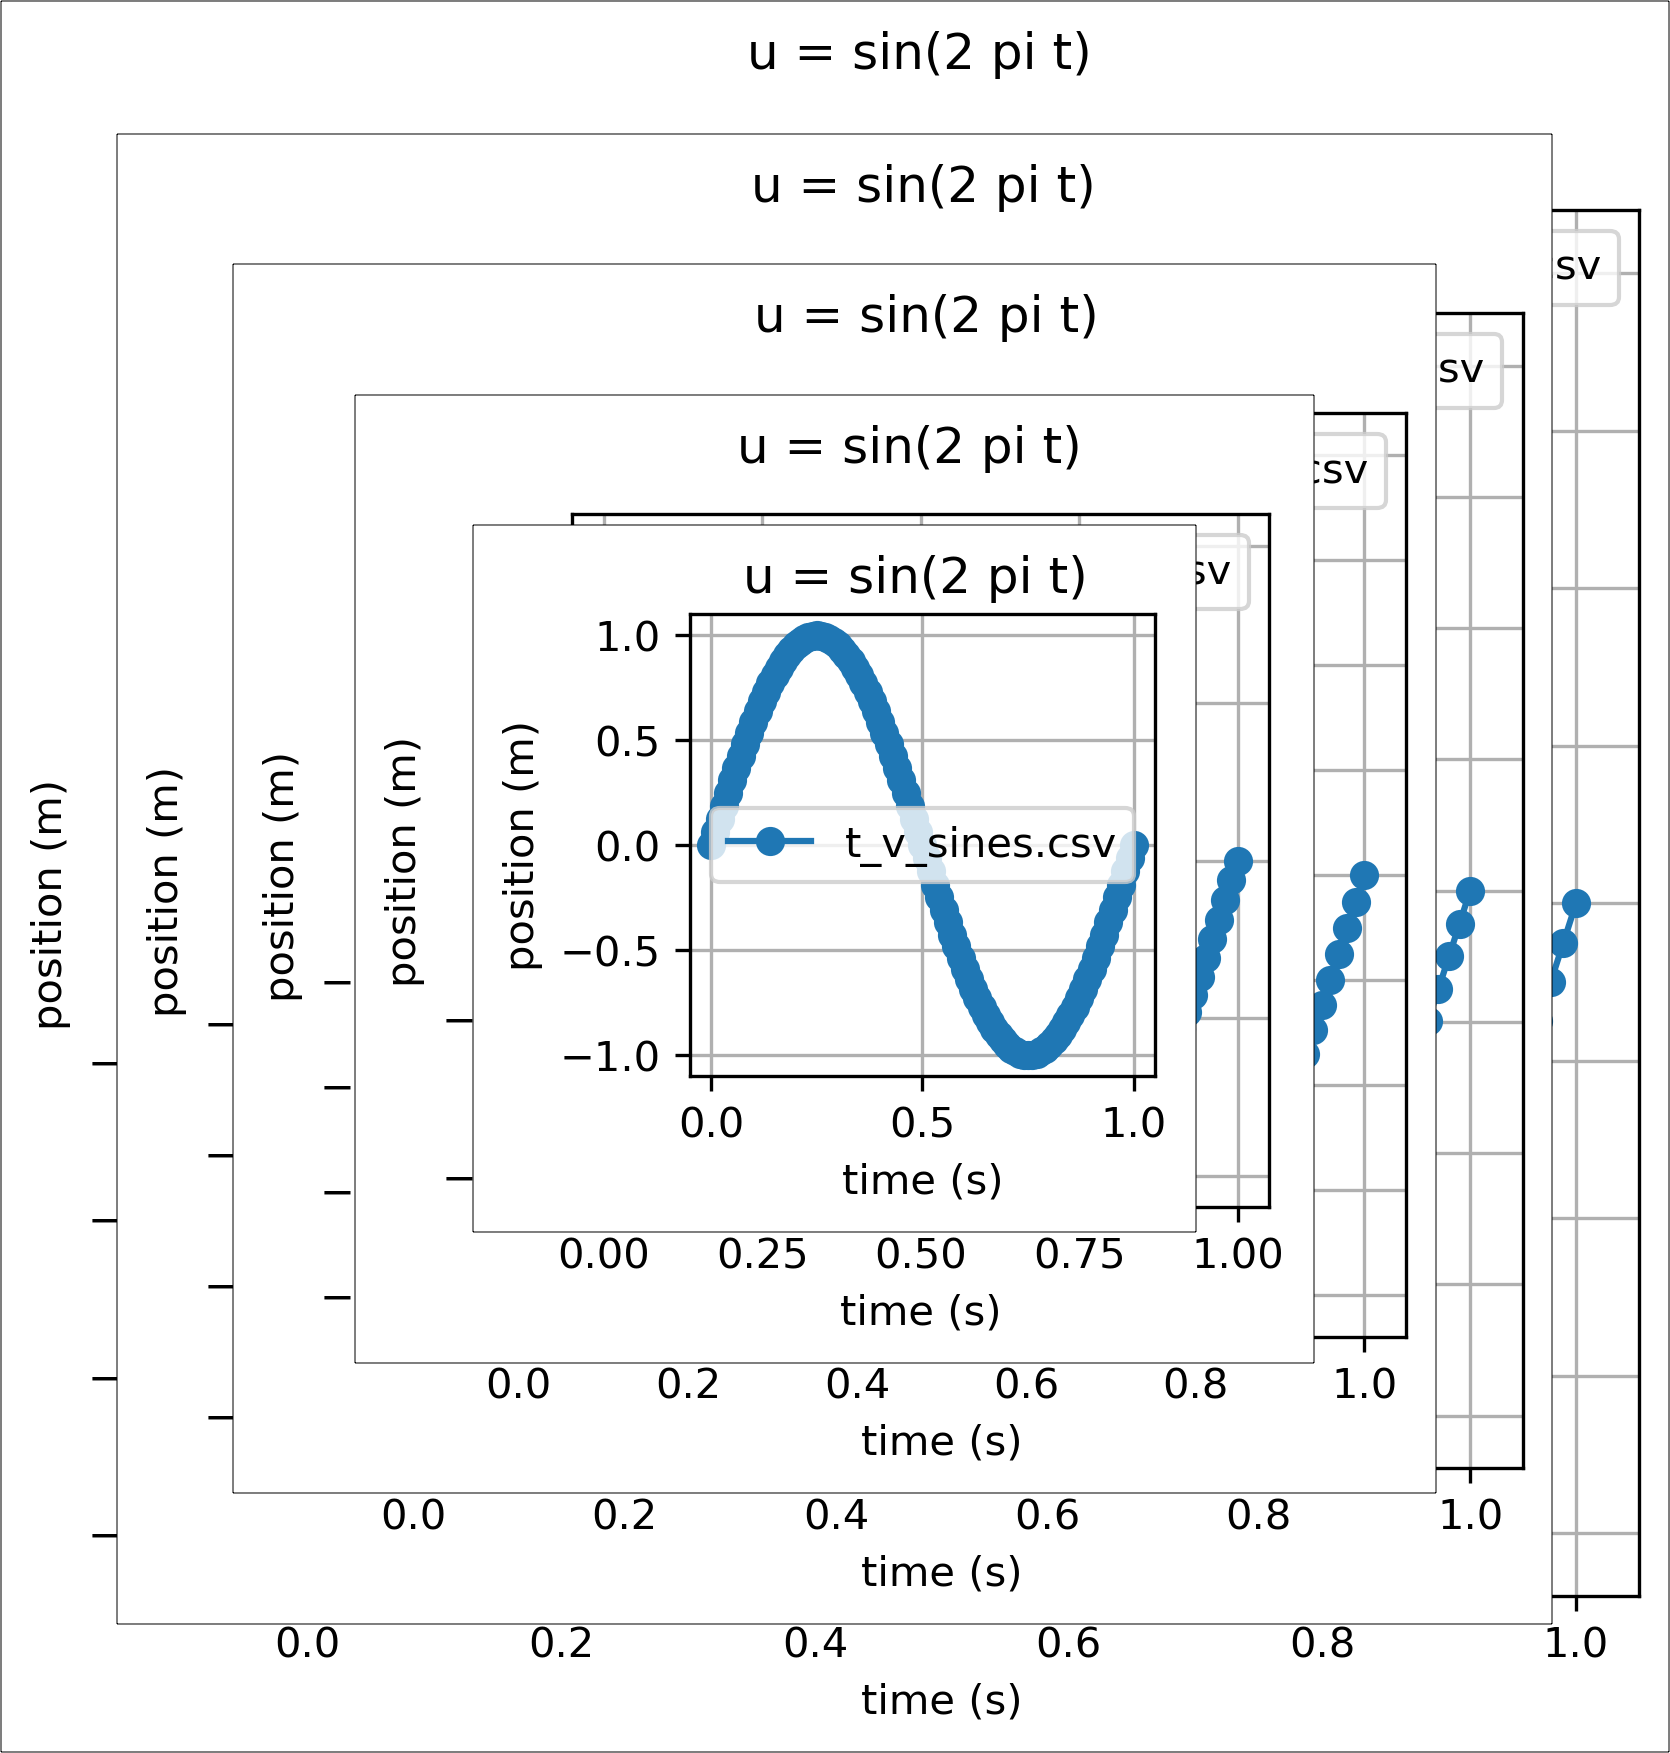 u = sin(2 pi t)
u = sin(2 pi t)
sv
u = sin(2 pi t)
sv
u = sin(2 pi t)
csv
sv
u = sin(2 pi t)
1.0
0.5
0.0
−0.5
−1.0
t_v_sines.csv
position (m)
position (m)
position (m)
position (m)
position (m)
0.0 0.5 1.0
time (s)
0.00 0.25 0.50 0.75 1.00
time (s)
0.0 0.2 0.4 0.6 0.8 1.0
time (s)
0.0 0.2 0.4 0.6 0.8 1.0
time (s)
0.0 0.2 0.4 0.6 0.8 1.0
time (s)